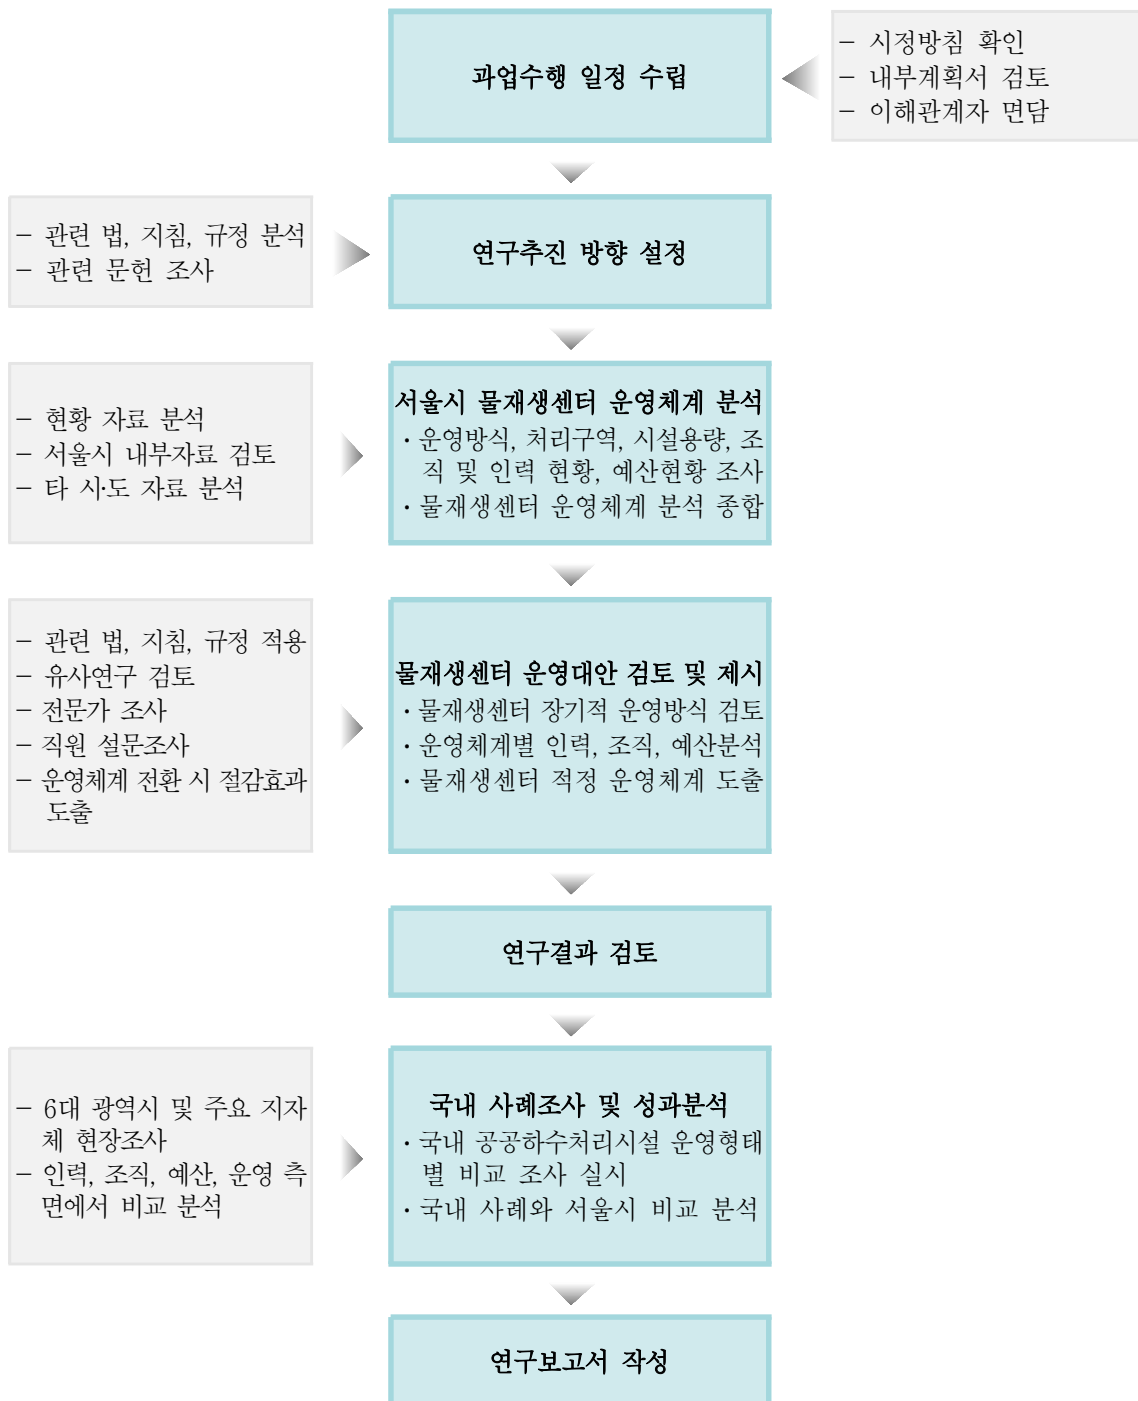 과업수행 일정 수립
− 시정방침 확인
− 내부계획서 검토
− 이해관계자 면담
− 관련 법, 지침, 규정 분석
− 관련 문헌 조사
연구추진 방향 설정
− 현황 자료 분석
− 서울시 내부자료 검토
− 타 시·도 자료 분석
서울시 물재생센터 운영체계 분석
· 운영방식, 처리구역, 시설용량, 조
직 및 인력 현황, 예산현황 조사
· 물재생센터 운영체계 분석 종합
− 관련 법, 지침, 규정 적용
− 유사연구 검토
− 전문가 조사
− 직원 설문조사
− 운영체계 전환 시 절감효과
도출
물재생센터 운영대안 검토 및 제시
· 물재생센터 장기적 운영방식 검토
· 운영체계별 인력, 조직, 예산분석
· 물재생센터 적정 운영체계 도출
연구결과 검토
− 6대 광역시 및 주요 지자
체 현장조사
− 인력, 조직, 예산, 운영 측
면에서 비교 분석
국내 사례조사 및 성과분석
· 국내 공공하수처리시설 운영형태
별 비교 조사 실시
· 국내 사례와 서울시 비교 분석
연구보고서 작성